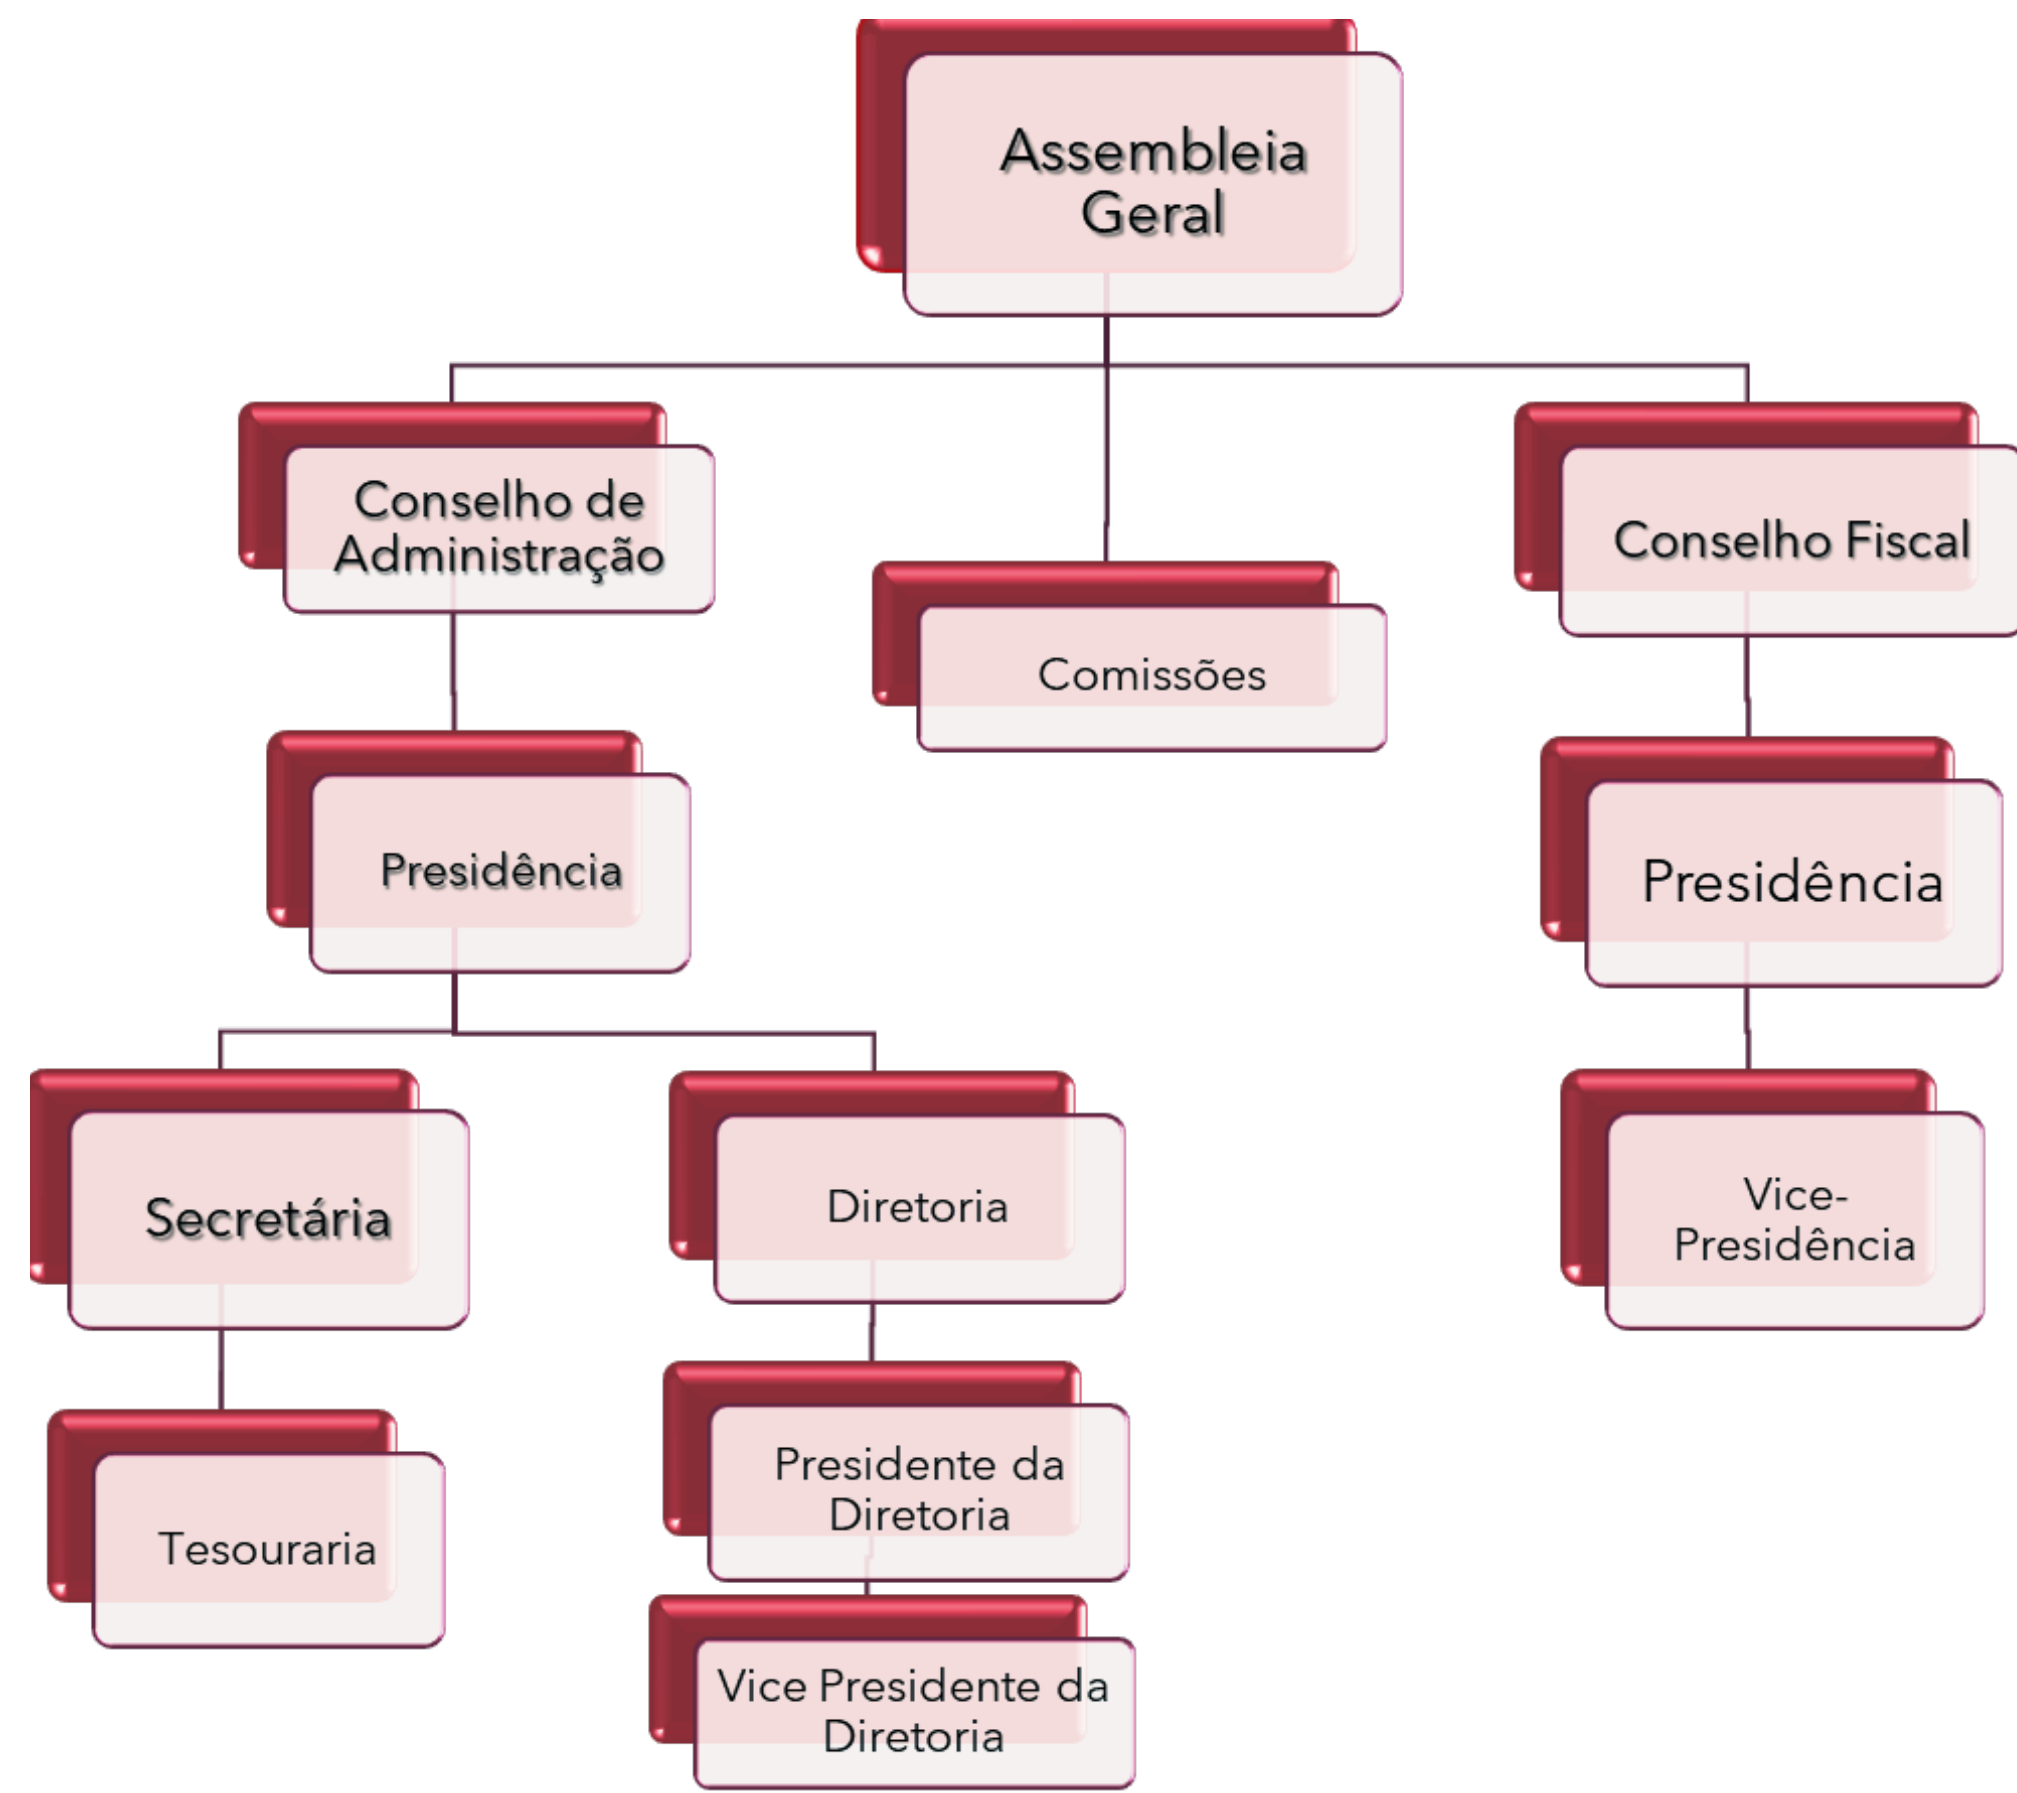 Assembleia
Geral
Conselho de
Administração
Comissões
Conselho Fiscal
Presidência
Presidência
Secretária
Diretoria
Vice-
Presidência
Tesouraria
Presidente da
Diretoria
Vice Presidente da
Diretoria